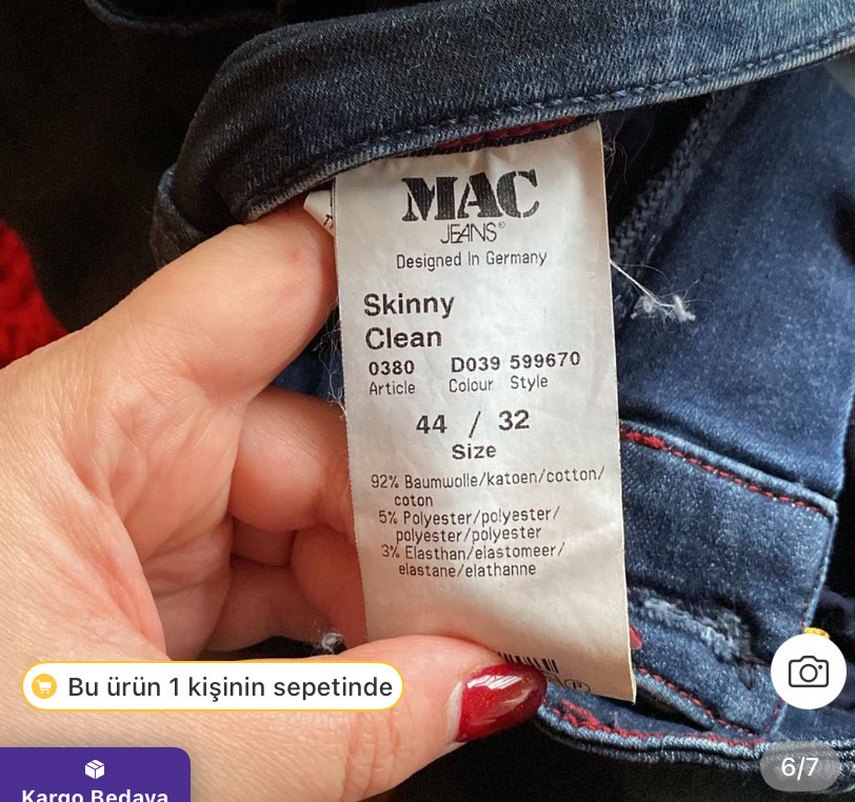 MAC
JEANS®
Designed In Germany
Skinny
Clean
0380 D039 599670
Article Colour Style
44 / 32
Size
92% Baumwolle/katoen/cotton/
coton
5% Polyester/polyester/
polyester/polyester
3% Elasthan/elastomeer/
elastane/elathanne
Bu ürün 1 kişinin sepetinde
6/7
Kargo Bedava